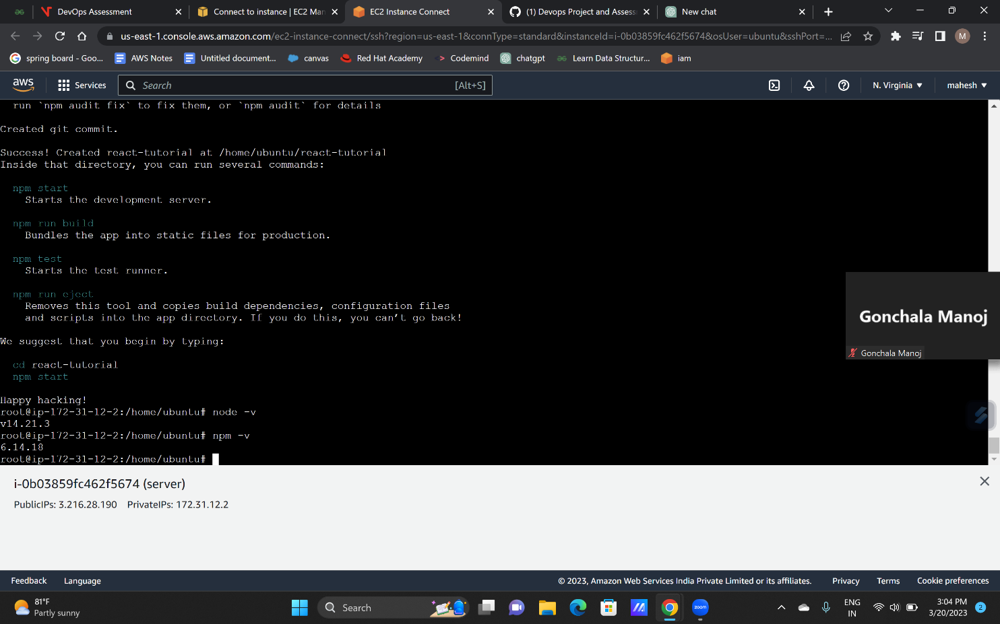 DevOps Assessment
Connect to instance | EC2 Man
EC2 Instance Connect
(1) Devops Project and Assess
New chat
us-east-1.console.aws.amazon.com/ec2-instance-connect/ssh?region=us-east-1&connType=standard&instanceId=i-0b03859fc462f5674&osUser=ubuntu&sshPort=...
M
spring board - Goo...
AWS Notes
Untitled document...
canvas
Red Hat Academy
Codemind
chatgpt
Learn Data Structur...
iam
aws
Services
Search
[Alt+S]
N. Virginia
mahesh
run `npm audit fix` to fix them, or `npm audit` for details
Created git commit.
Success! Created react-tutorial at /home/ubuntu/react-tutorial
Inside that directory, you can run several commands:
npm start
Starts the development server.
npm run build
Bundles the app into static files for production.
npm test
Starts the test runner.
npm run eject
Removes this tool and copies build dependencies, configuration files
and scripts into the app directory. If you do this, you can't go back!
We suggest that you begin by typing:
cd react-tutorial
npm start
Happy hacking!
root@ip-172-31-12-2:/home/ubuntu# node -v
v14.21.3
root@ip-172-31-12-2:/home/ubuntu# npm -v
6.14.18
root@ip-172-31-12-2:/home/ubuntu#
Gonchala Manoj
Gonchala Manoj
i-0b03859fc462f5674 (server)
PublicIPs: 3.216.28.190 PrivateIPs: 172.31.12.2
Feedback
Language
© 2023, Amazon Web Services India Private Limited or its affiliates.
Privacy
Terms
Cookie preferences
81°F
Partly sunny
Search
zoom
ENG
IN
3:04 PM
3/20/2023
2